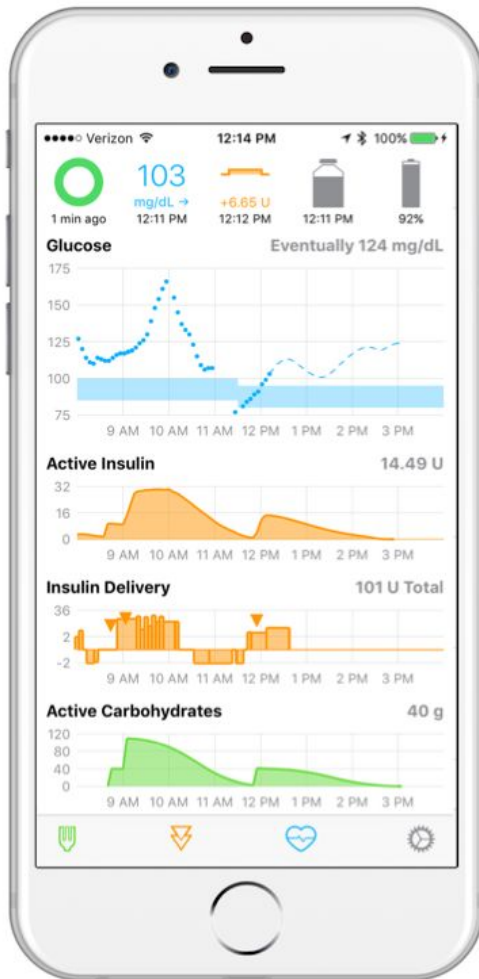 ●●●●○ Verizon 12:14 PM 100%
103
mg/dL → +6.65 U
1 min ago 12:11 PM 12:12 PM 12:11 PM 92%
Glucose Eventually 124 mg/dL
175
150
125
100
75
9 AM 10 AM 11 AM 12 PM 1 PM 2 PM 3 PM
Active Insulin 14.49 U
32
16
0
9 AM 10 AM 11 AM 12 PM 1 PM 2 PM 3 PM
Insulin Delivery 101 U Total
36
2
-2
9 AM 10 AM 11 AM 12 PM 1 PM 2 PM 3 PM
Active Carbohydrates 40 g
120
80
40
0
9 AM 10 AM 11 AM 12 PM 1 PM 2 PM 3 PM